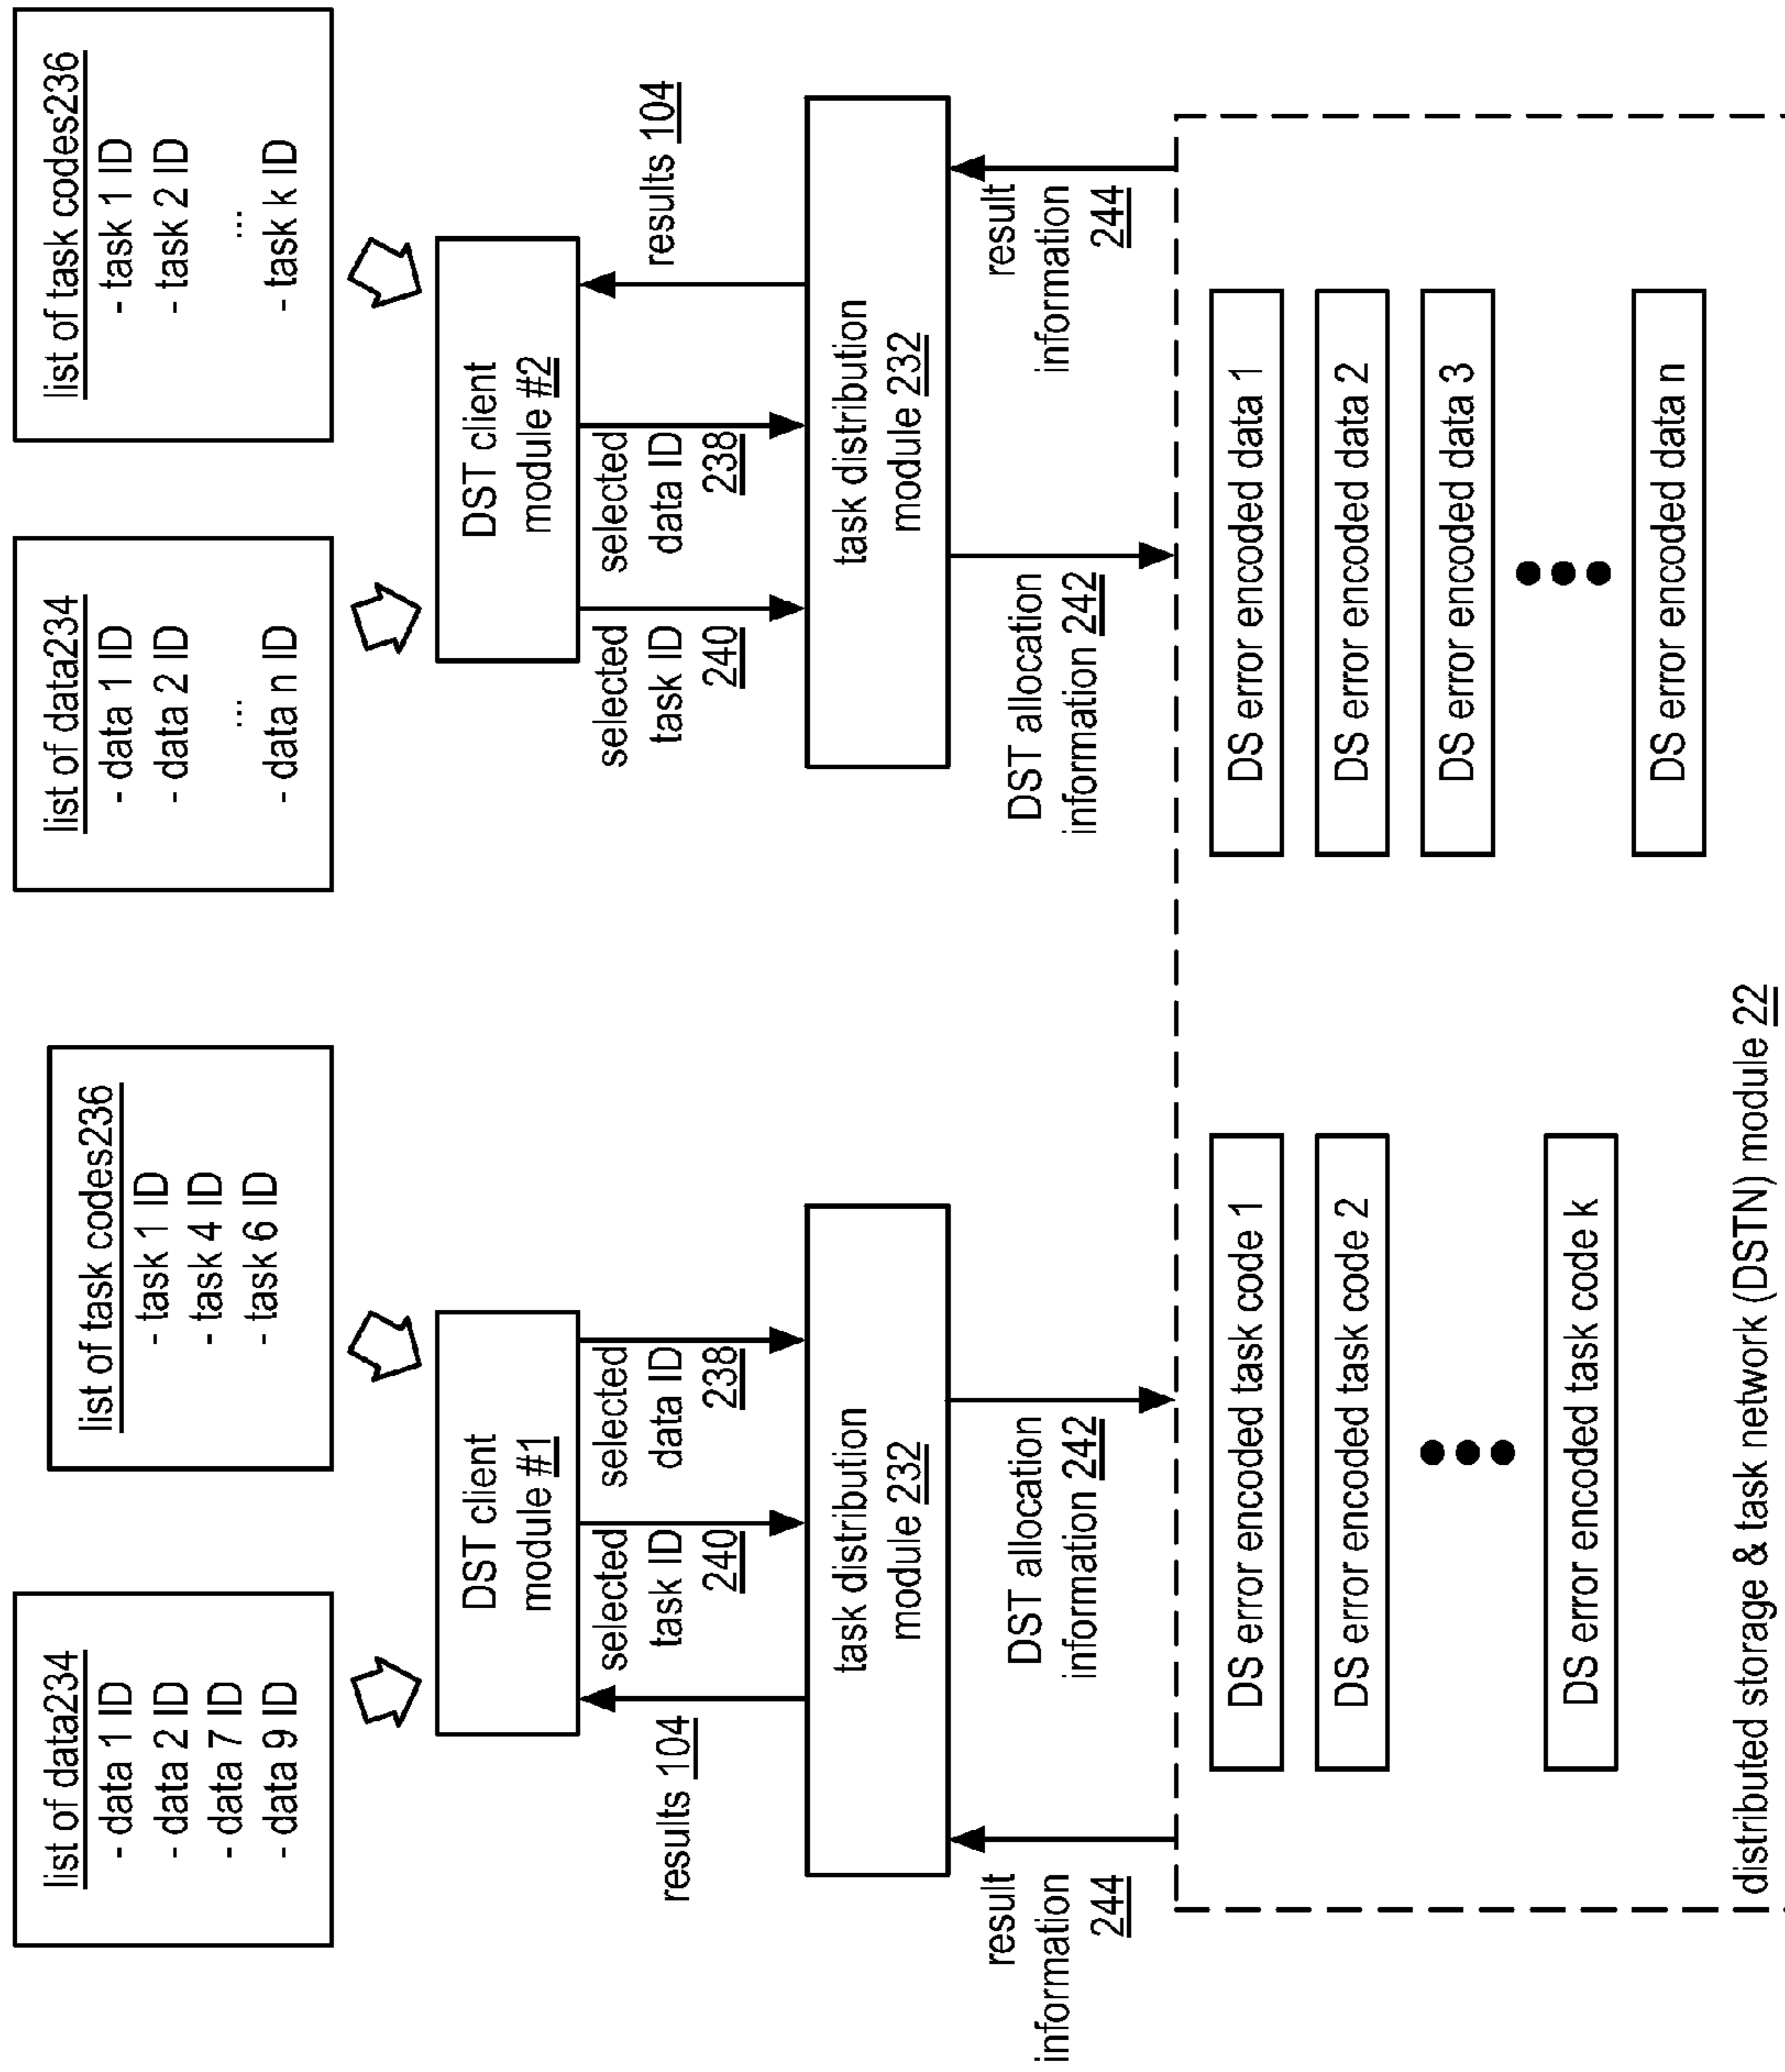 list of data234
- data 1 ID
- data 2 ID
- data 7 ID
- data 9 ID
list of task codes236
- task 1 ID
- task 4 ID
- task 6 ID
list of data234
- data 1 ID
- data 2 ID
...
- data n ID
list of task codes236
- task 1 ID
- task 2 ID
...
- task k ID
DST client
module #1
DST client
module #2
results 104
selected
task ID
240
selected
data ID
238
selected
task ID
240
selected
data ID
238
results 104
task distribution
module 232
task distribution
module 232
result
information
244
DST allocation
information 242
DST allocation
information 242
result
information
244
DS error encoded task code 1
DS error encoded task code 2
DS error encoded task code k
DS error encoded data 1
DS error encoded data 2
DS error encoded data 3
DS error encoded data n
distributed storage & task network (DSTN) module 22